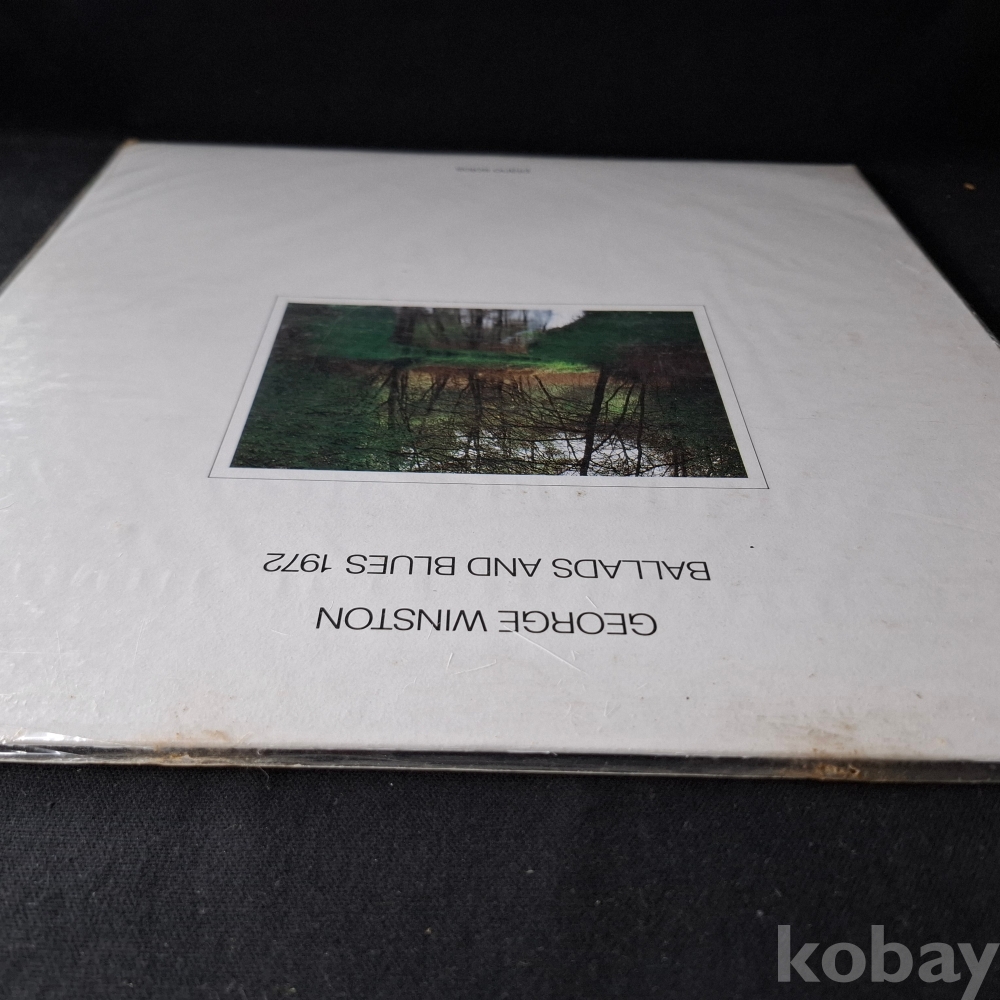 GEORGE WINSTON
BALLADS AND BLUES 1972
kobay